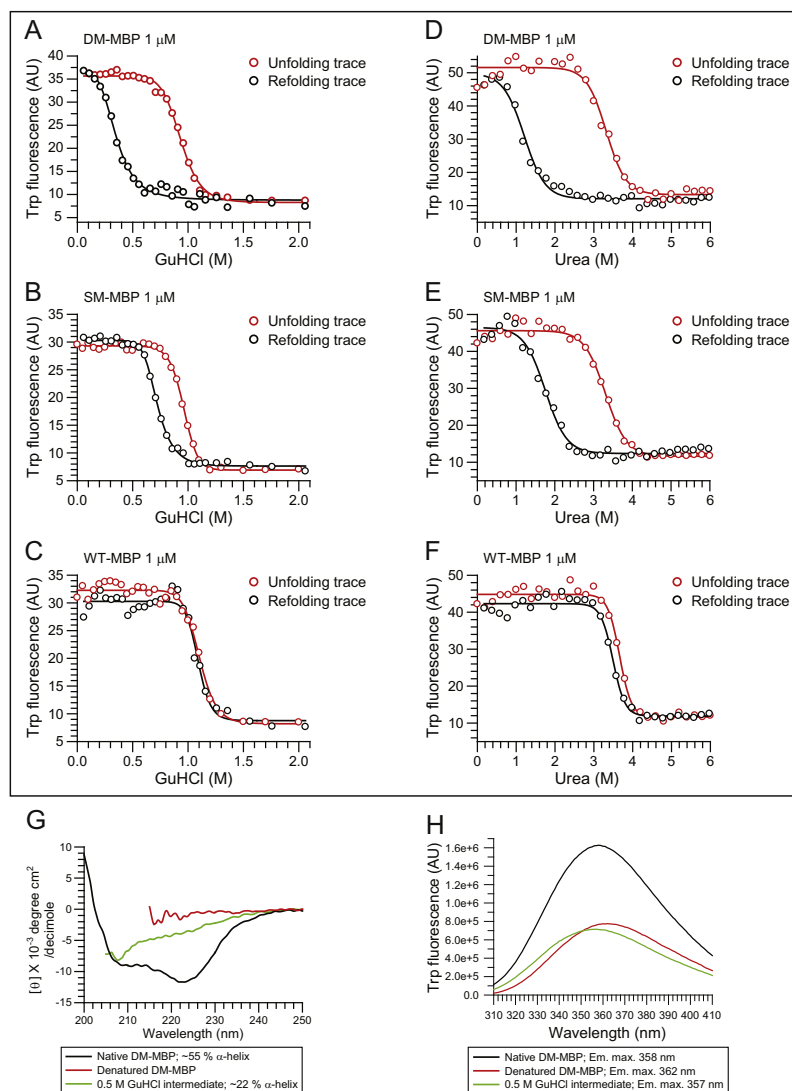 A
DM-MBP 1 μM
Unfolding trace
Refolding trace
Trp fluorescence (AU)
40
35
30
25
20
15
10
5
0.0 0.5 1.0 1.5 2.0
GuHCl (M)
D
DM-MBP 1 μM
Unfolding trace
Refolding trace
Trp fluorescence (AU)
50
40
30
20
10
0 1 2 3 4 5 6
Urea (M)
B
SM-MBP 1 μM
Unfolding trace
Refolding trace
Trp fluorescence (AU)
35
30
25
20
15
10
5
0.0 0.5 1.0 1.5 2.0
GuHCl (M)
E
SM-MBP 1 μM
Unfolding trace
Refolding trace
Trp fluorescence (AU)
50
40
30
20
10
0 1 2 3 4 5 6
Urea (M)
C
WT-MBP 1 μM
Unfolding trace
Refolding trace
Trp fluorescence (AU)
35
30
25
20
15
10
5
0.0 0.5 1.0 1.5 2.0
GuHCl (M)
F
WT-MBP 1 μM
Unfolding trace
Refolding trace
Trp fluorescence (AU)
50
40
30
20
10
0 1 2 3 4 5 6
Urea (M)
G
[θ] X 10⁻³ degree cm²
/decimole
10
5
0
-5
-10
-15
200 210 220 230 240 250
Wavelength (nm)
Native DM-MBP; ~55 % α-helix
Denatured DM-MBP
0.5 M GuHCl intermediate; ~22 % α-helix
H
Trp fluorescence (AU)
1.6e+6
1.4e+6
1.2e+6
1.0e+6
8.0e+5
6.0e+5
4.0e+5
2.0e+5
0.0
310 320 330 340 350 360 370 380 390 400 410
Wavelength (nm)
Native DM-MBP; Em. max. 358 nm
Denatured DM-MBP; Em. max. 362 nm
0.5 M GuHCl intermediate; Em. max. 357 nm